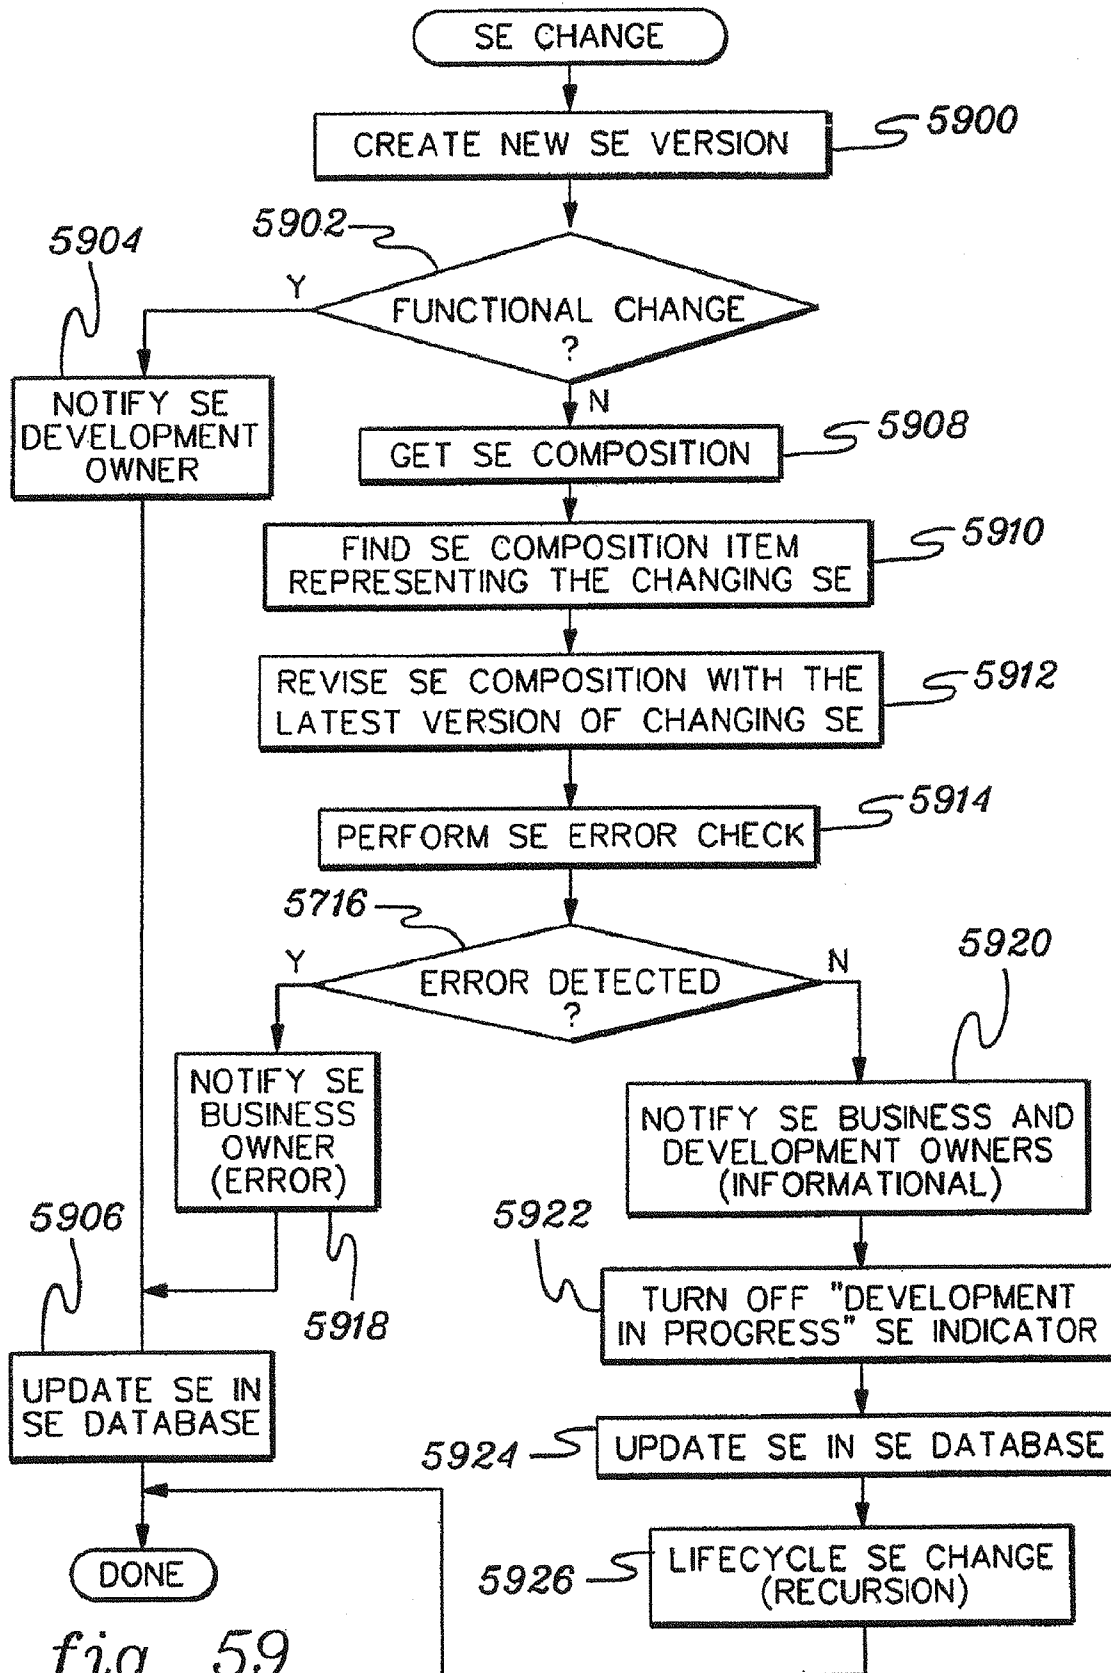 SE CHANGE
CREATE NEW SE VERSION
5900
5902
5904
Y
FUNCTIONAL CHANGE
?
N
NOTIFY SE
DEVELOPMENT
OWNER
GET SE COMPOSITION
5908
FIND SE COMPOSITION ITEM
REPRESENTING THE CHANGING SE
5910
REVISE SE COMPOSITION WITH THE
LATEST VERSION OF CHANGING SE
5912
PERFORM SE ERROR CHECK
5914
5716
Y
ERROR DETECTED
?
N
5920
NOTIFY SE
BUSINESS
OWNER
(ERROR)
NOTIFY SE BUSINESS AND
DEVELOPMENT OWNERS
(INFORMATIONAL)
5906
5918
5922
TURN OFF "DEVELOPMENT
IN PROGRESS" SE INDICATOR
UPDATE SE IN
SE DATABASE
5924
UPDATE SE IN SE DATABASE
DONE
5926
LIFECYCLE SE CHANGE
(RECURSION)
fig. 59